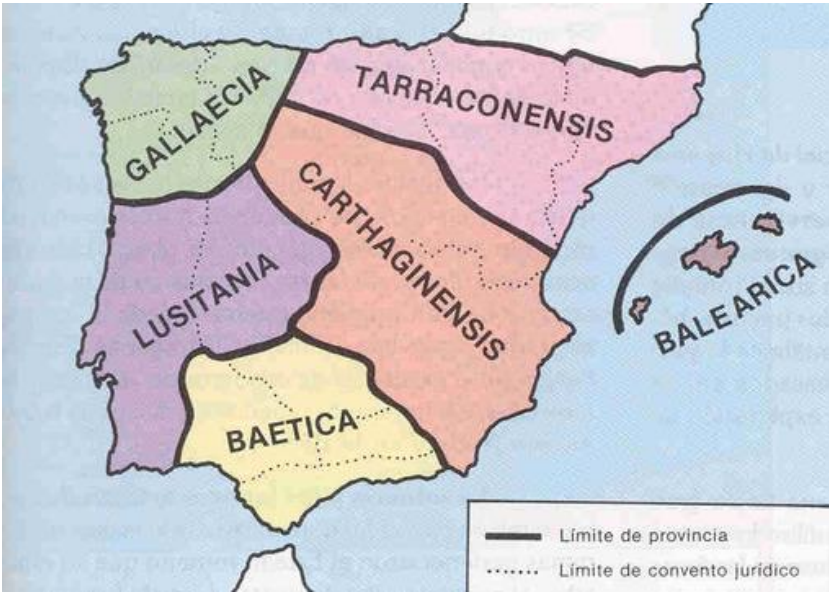 GALLAECIA
TARRACONENSIS
CARTHAGINENSIS
LUSITANIA
BALEARICA
BAETICA
Límite de provincia
Límite de convento jurídico